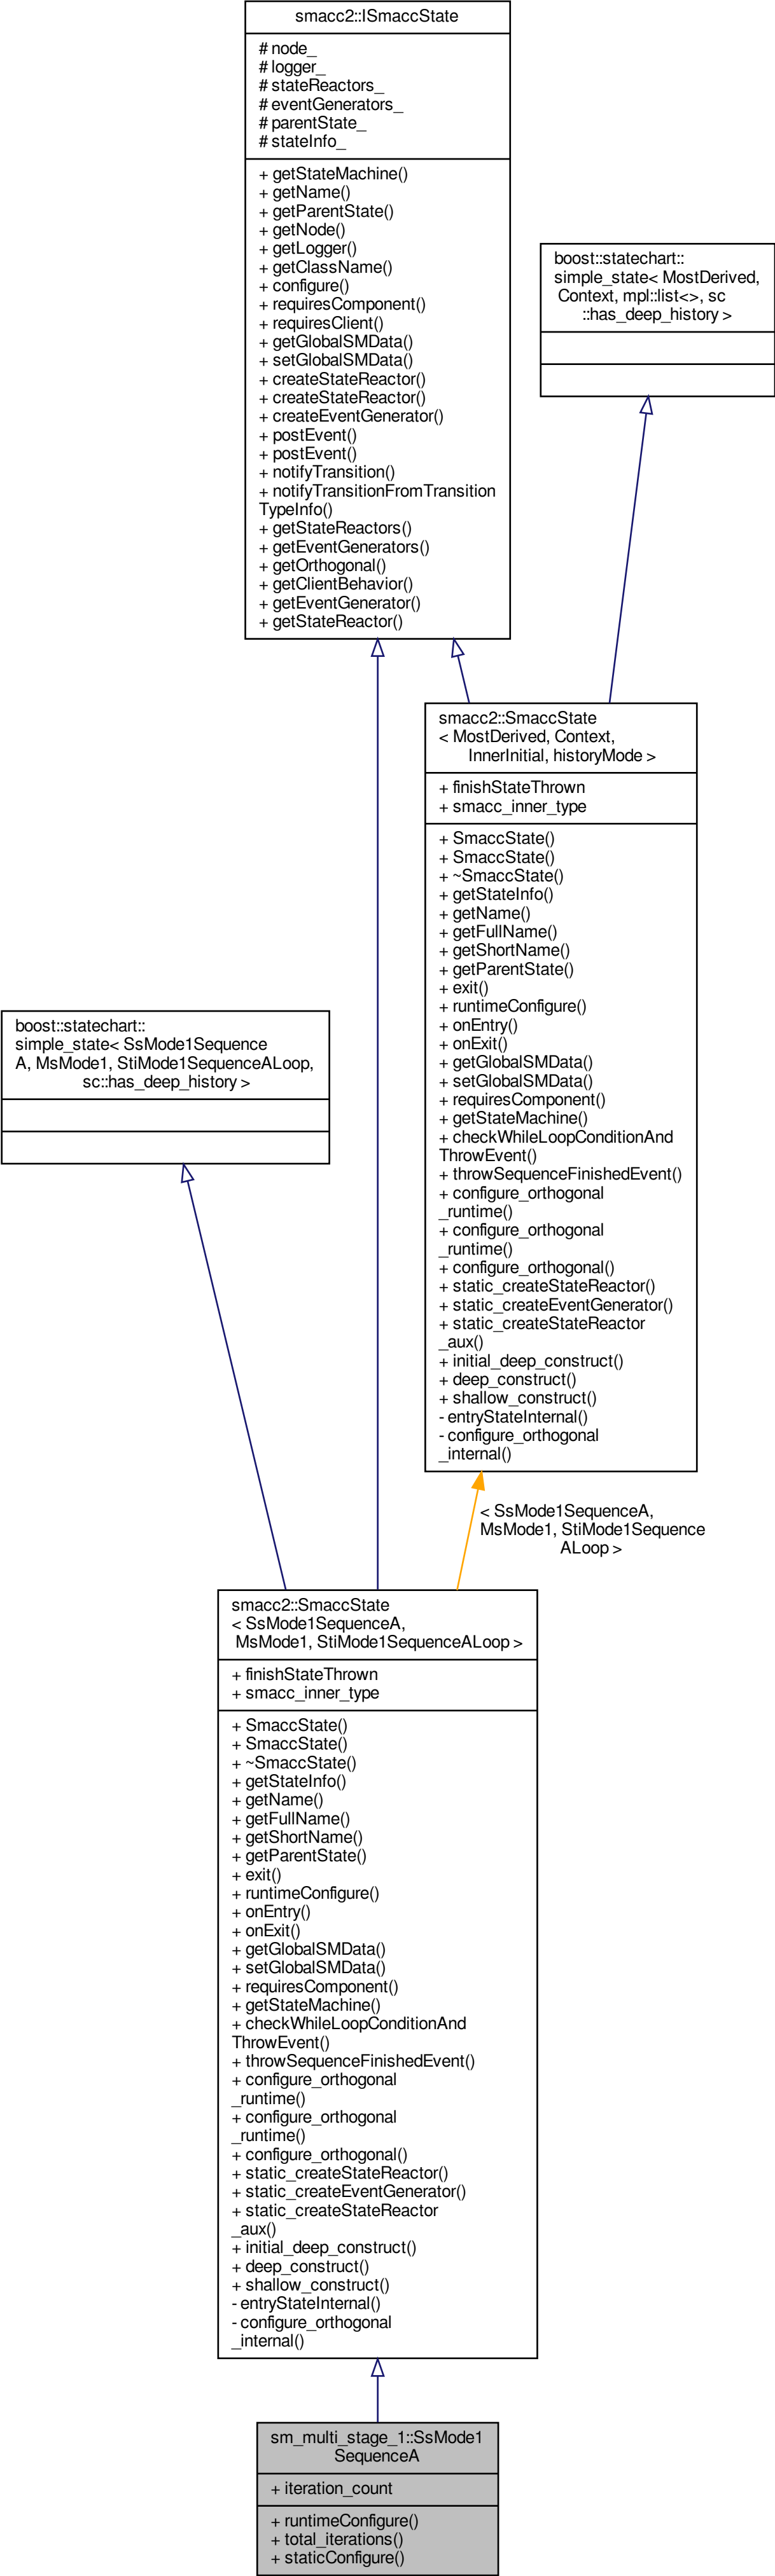 smacc2::ISmaccState
# node_
# logger_
# stateReactors_
# eventGenerators_
# parentState_
# stateInfo_
+ getStateMachine()
+ getName()
+ getParentState()
+ getNode()
+ getLogger()
+ getClassName()
+ configure()
+ requiresComponent()
+ requiresClient()
+ getGlobalSMData()
+ setGlobalSMData()
+ createStateReactor()
+ createStateReactor()
+ createEventGenerator()
+ postEvent()
+ postEvent()
+ notifyTransition()
+ notifyTransitionFromTransition
TypeInfo()
+ getStateReactors()
+ getEventGenerators()
+ getOrthogonal()
+ getClientBehavior()
+ getEventGenerator()
+ getStateReactor()
boost::statechart::
simple_state< MostDerived,
Context, mpl::list<>, sc
::has_deep_history >
smacc2::SmaccState
< MostDerived, Context,
InnerInitial, historyMode >
+ finishStateThrown
+ smacc_inner_type
+ SmaccState()
+ SmaccState()
+ ~SmaccState()
+ getStateInfo()
+ getName()
+ getFullName()
+ getShortName()
+ getParentState()
+ exit()
+ runtimeConfigure()
+ onEntry()
+ onExit()
+ getGlobalSMData()
+ setGlobalSMData()
+ requiresComponent()
+ getStateMachine()
+ checkWhileLoopConditionAnd
ThrowEvent()
+ throwSequenceFinishedEvent()
+ configure_orthogonal
_runtime()
+ configure_orthogonal
_runtime()
+ configure_orthogonal()
+ static_createStateReactor()
+ static_createEventGenerator()
+ static_createStateReactor
_aux()
+ initial_deep_construct()
+ deep_construct()
+ shallow_construct()
- entryStateInternal()
- configure_orthogonal
_internal()
boost::statechart::
simple_state< SsMode1Sequence
A, MsMode1, StiMode1SequenceALoop,
sc::has_deep_history >
< SsMode1SequenceA,
MsMode1, StiMode1Sequence
ALoop >
smacc2::SmaccState
< SsMode1SequenceA,
MsMode1, StiMode1SequenceALoop >
+ finishStateThrown
+ smacc_inner_type
+ SmaccState()
+ SmaccState()
+ ~SmaccState()
+ getStateInfo()
+ getName()
+ getFullName()
+ getShortName()
+ getParentState()
+ exit()
+ runtimeConfigure()
+ onEntry()
+ onExit()
+ getGlobalSMData()
+ setGlobalSMData()
+ requiresComponent()
+ getStateMachine()
+ checkWhileLoopConditionAnd
ThrowEvent()
+ throwSequenceFinishedEvent()
+ configure_orthogonal
_runtime()
+ configure_orthogonal
_runtime()
+ configure_orthogonal()
+ static_createStateReactor()
+ static_createEventGenerator()
+ static_createStateReactor
_aux()
+ initial_deep_construct()
+ deep_construct()
+ shallow_construct()
- entryStateInternal()
- configure_orthogonal
_internal()
sm_multi_stage_1::SsMode1
SequenceA
+ iteration_count
+ runtimeConfigure()
+ total_iterations()
+ staticConfigure()